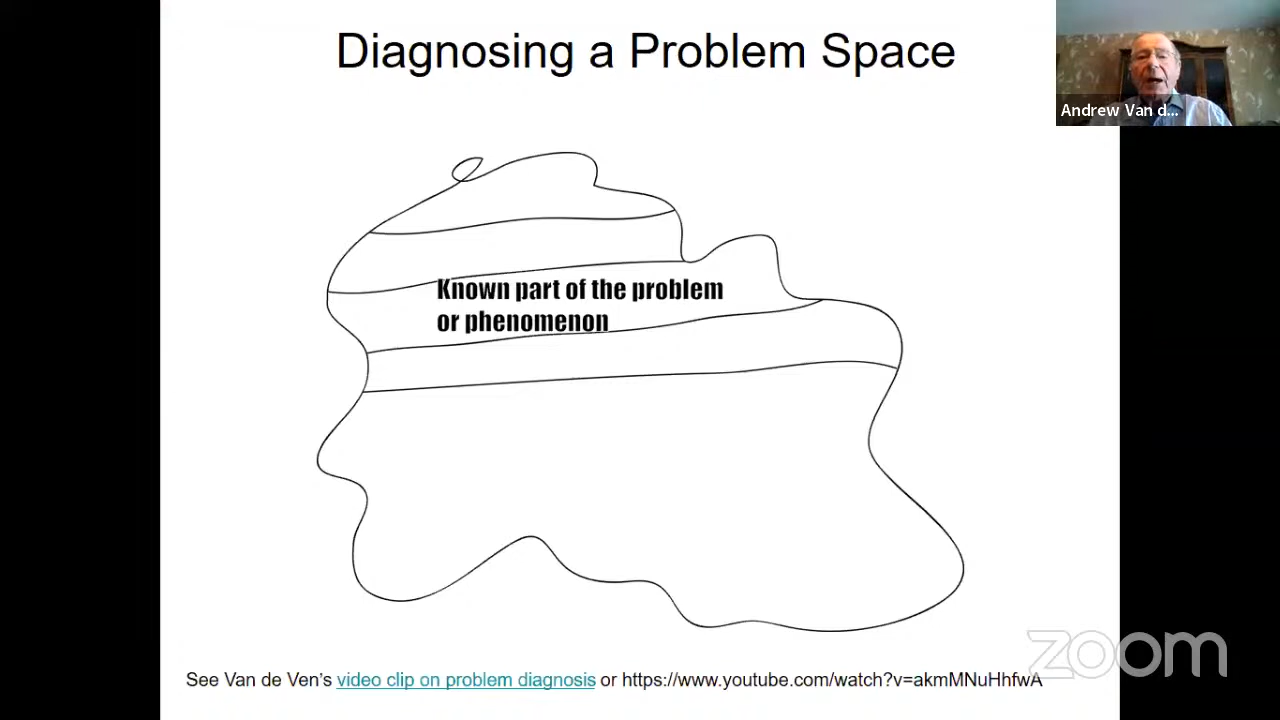 Diagnosing a Problem Space
Andrew Van d...
Known part of the problem
or phenomenon
See Van de Ven's video clip on problem diagnosis or https://www.youtube.com/watch?v=akmMNuHhfwA
zoom